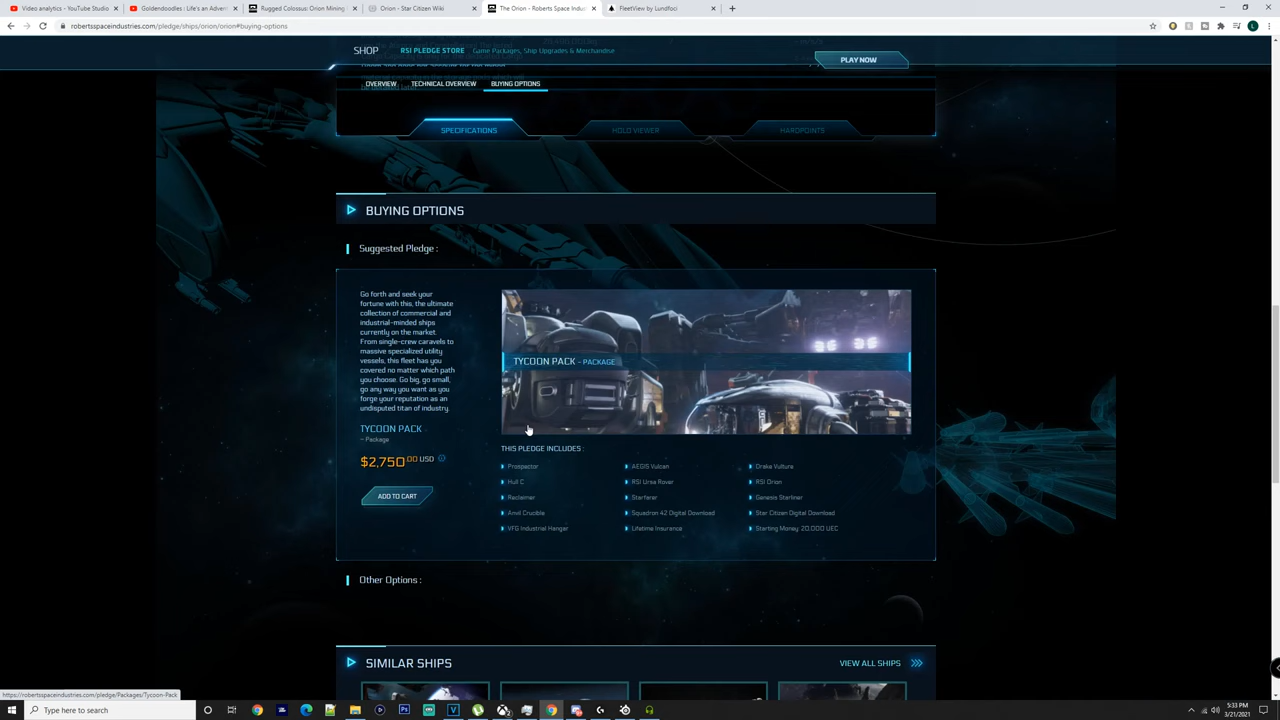 Video analytics - YouTube Studio
Goldendoodles : Life's an Adven
Rugged Colossus: Orion Mining
Orion - Star Citizen Wiki
The Orion - Roberts Space Indus
FleetView by Lundfoci
robertsspaceindustries.com/pledge/ships/orion/orion#buying-options
SHOP
RSI PLEDGE STORE
Game Packages, Ship Upgrades & Merchandise
PLAY NOW
OVERVIEW
TECHNICAL OVERVIEW
BUYING OPTIONS
SPECIFICATIONS
HOLO VIEWER
HARDPOINTS
BUYING OPTIONS
Suggested Pledge :
Go forth and seek your
fortune with this, the ultimate
collection of commercial and
industrial-minded ships
currently on the market.
From single-crew caravels to
massive specialized utility
vessels, this fleet has you
covered no matter which path
you choose. Go big, go small,
go any way you want as you
forge your reputation as an
undisputed titan of industry.
TYCOON PACK
~ Package
$2,750.00 USD
ADD TO CART
TYCOON PACK - PACKAGE
THIS PLEDGE INCLUDES :
Prospector
AEGIS Vulcan
Drake Vulture
Hull C
RSI Ursa Rover
RSI Orion
Reclaimer
Starfarer
Genesis Starliner
Anvil Crucible
Squadron 42 Digital Download
Star Citizen Digital Download
VFG Industrial Hangar
Lifetime Insurance
Starting Money: 20,000 UEC
Other Options :
SIMILAR SHIPS
VIEW ALL SHIPS
https://robertsspaceindustries.com/pledge/Packages/Tycoon-Pack
Type here to search
5:33 PM
3/21/2021